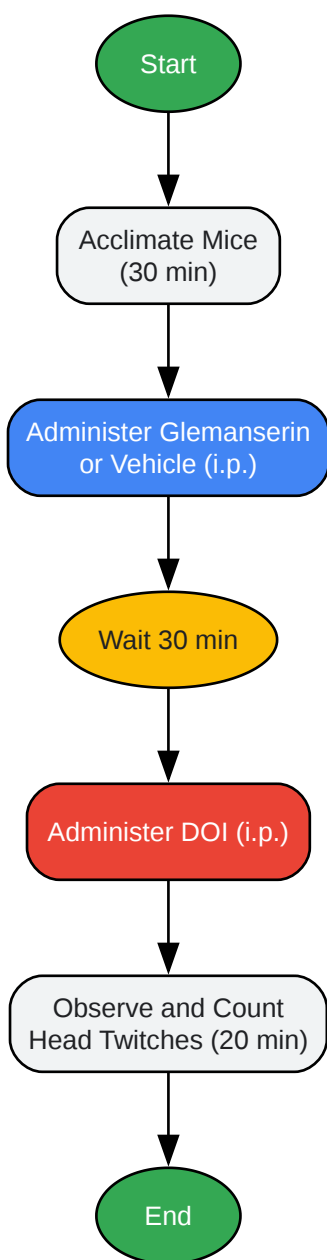 Start
Acclimate Mice
(30 min)
Administer Glemanserin
or Vehicle (i.p.)
Wait 30 min
Administer DOI (i.p.)
Observe and Count
Head Twitches (20 min)
End